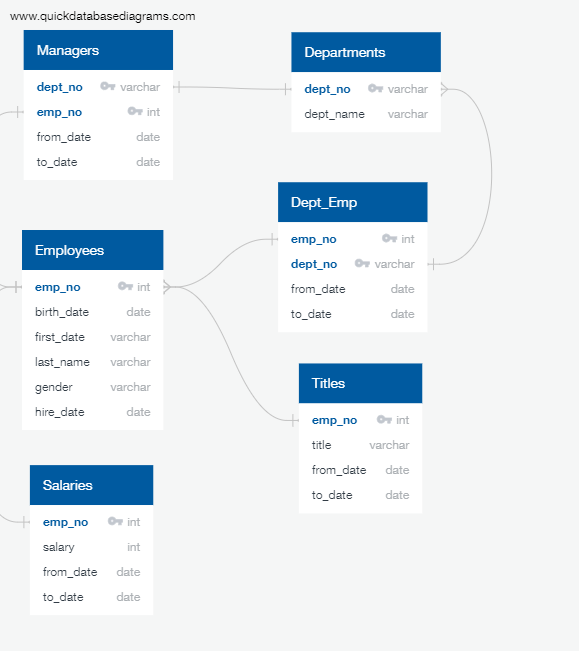 www.quickdatabasediagrams.com
Managers
dept_no varchar
emp_no int
from_date date
to_date date
Departments
dept_no varchar
dept_name varchar
Dept_Emp
emp_no int
dept_no varchar
from_date date
to_date date
Employees
emp_no int
birth_date date
first_date varchar
last_name varchar
gender varchar
hire_date date
Titles
emp_no int
title varchar
from_date date
to_date date
Salaries
emp_no int
salary int
from_date date
to_date date